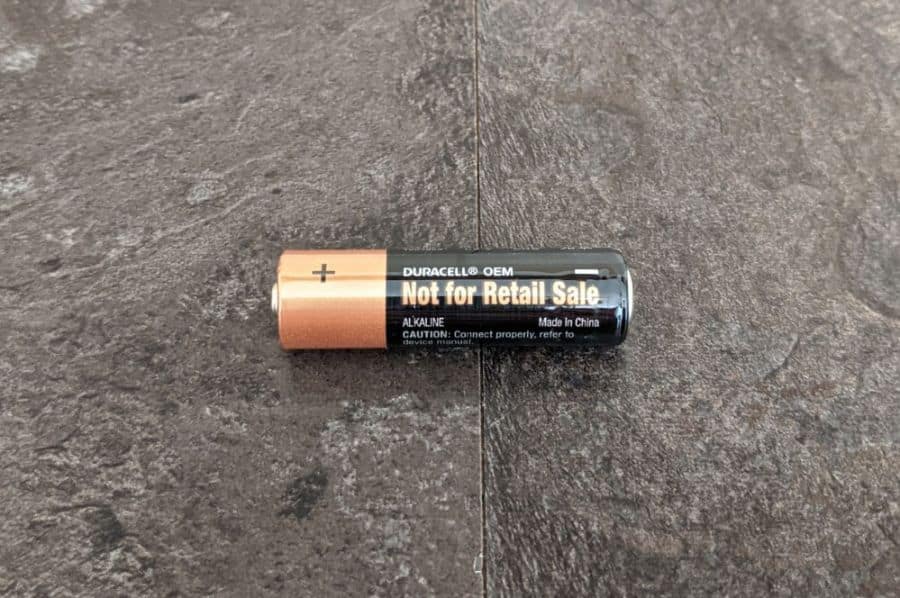 +
DURACELL® OEM
Not for Retail Sale
ALKALINE Made In China
CAUTION: Connect properly, refer to
device manual.